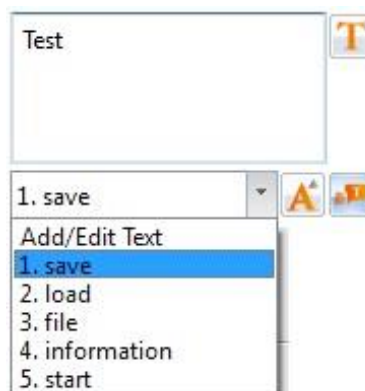 Test
T
1. save
A
Add/Edit Text
1. save
2. load
3. file
4. information
5. start